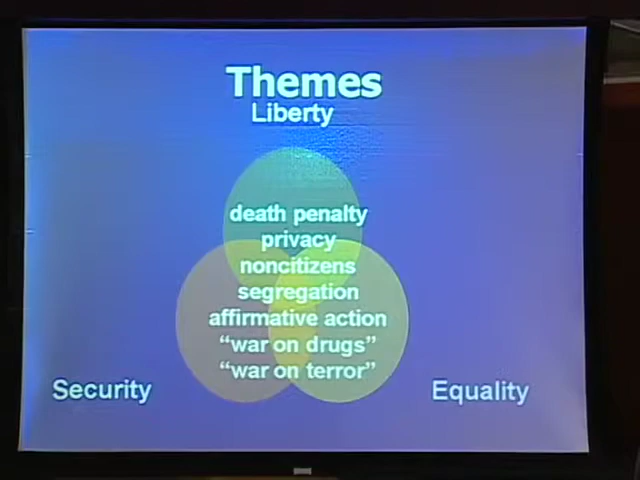 Themes
Liberty
death penalty
privacy
noncitizens
segregation
affirmative action
“war on drugs”
“war on terror”
Security
Equality